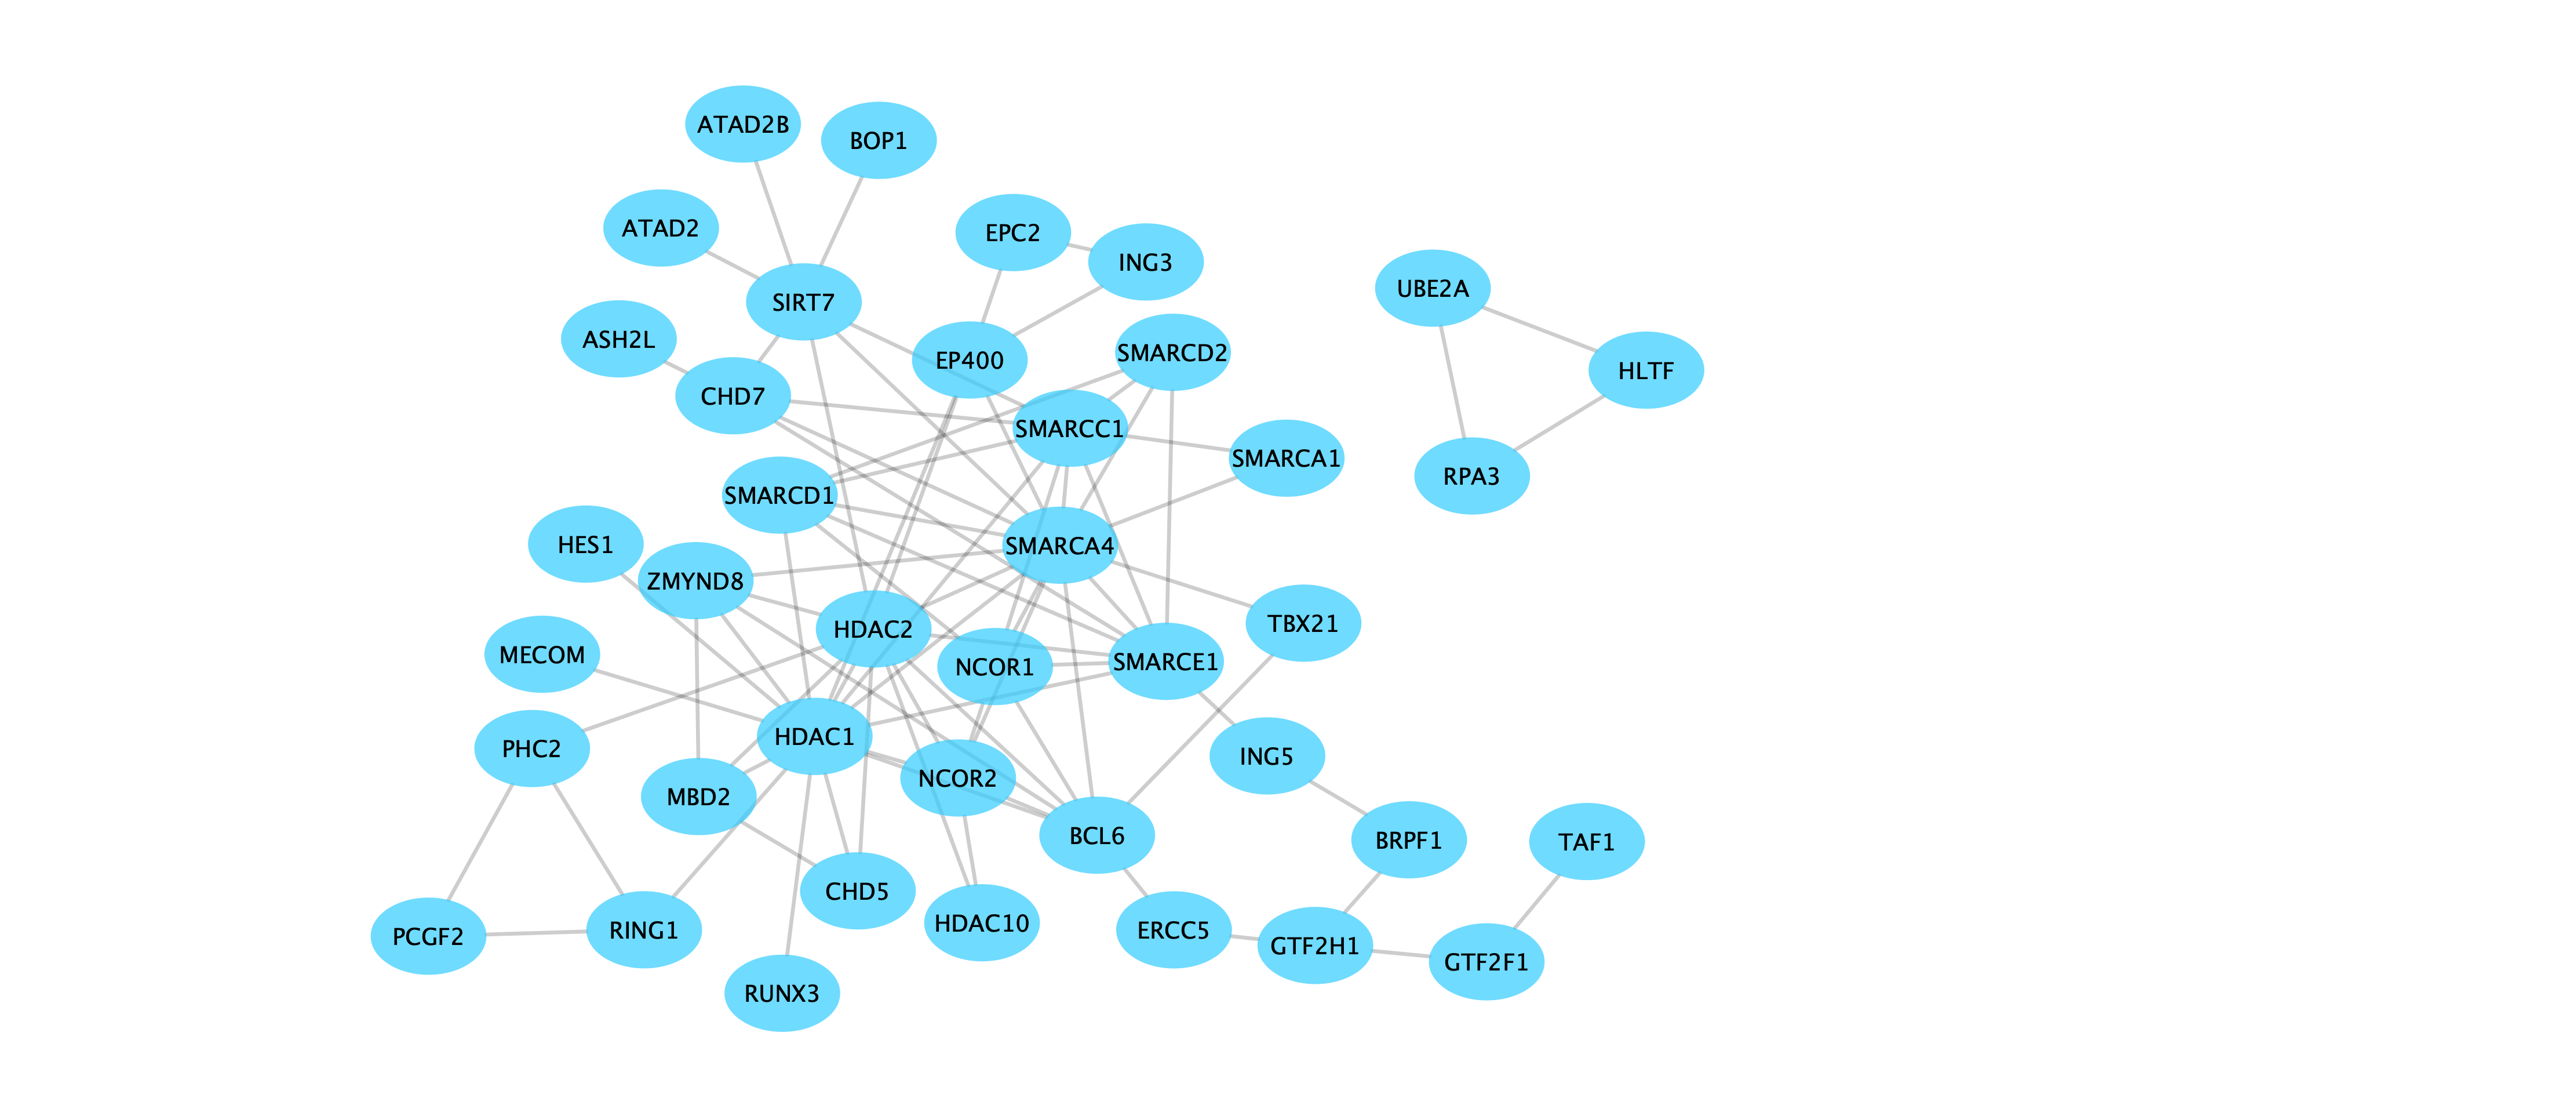 ATAD2B
BOP1
ATAD2
EPC2
ING3
UBE2A
SIRT7
ASH2L
SMARCD2
EP400
HLTF
CHD7
SMARCC1
SMARCA1
RPA3
SMARCD1
HES1
SMARCA4
ZMYND8
TBX21
HDAC2
MECOM
NCOR1
SMARCE1
HDAC1
PHC2
ING5
NCOR2
MBD2
BCL6
BRPF1
TAF1
CHD5
HDAC10
PCGF2
RING1
ERCC5
GTF2H1
GTF2F1
RUNX3